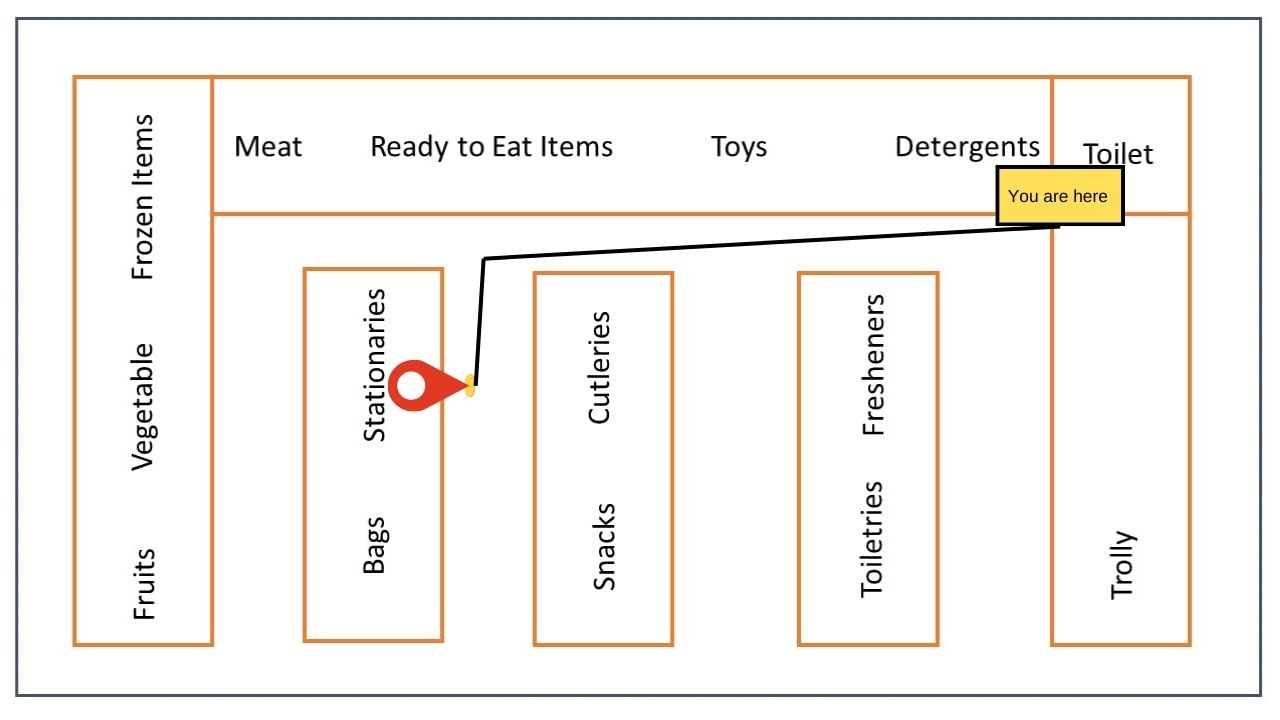 Frozen Items
Vegetable
Fruits
Meat
Ready to Eat Items
Toys
Detergents
Toilet
You are here
Stationaries
Bags
Cutleries
Snacks
Fresheners
Toiletries
Trolly